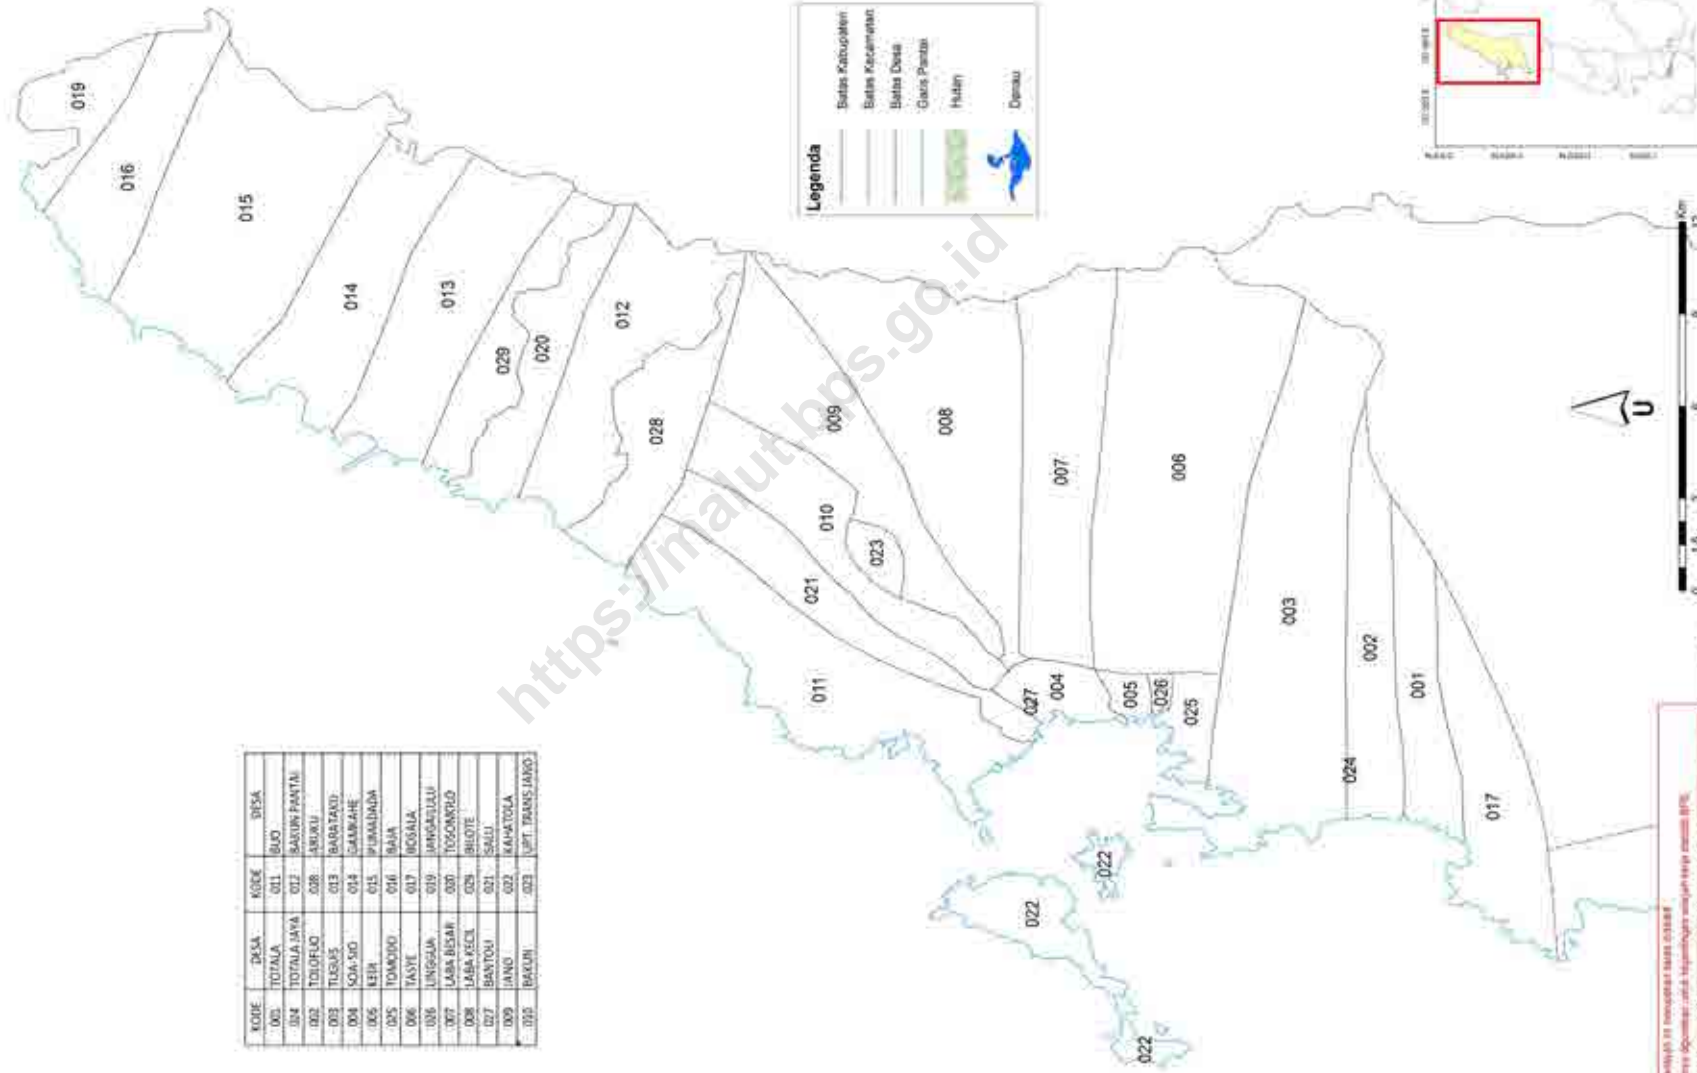 KODE DESA KODE DESA
001 TOTALA 011 BUO
024 TOTALA JAYA 012 BAKUN PANTAI
002 TOLOFUO 028 ARUKU
003 TUGUIS 013 BARATAKU
004 SOA-SIO 014 GAMKAHE
005 KEDI 015 PUMADADA
025 TOMODO 016 BAJA
006 TASYE 017 BOSALA
026 LINGGUA 019 JANGAILULU
007 LABA BESAR 020 TOSOMOLO
008 LABA KECIL 029 BILOTE
027 BANTOLI 021 SALU
009 JANO 022 KAHATOLA
010 BAKUN 023 UPT. TRANS JANO
Legenda
Batas Kabupaten
Batas Kecamatan
Batas Desa
Garis Pantai
Hutan
Danau
019
016
015
014
013
029
020
012
028
009
008
010
023
021
011
007
006
027
004
005
026
025
003
002
024
001
017
022
022
022
U
Km
https://malut.bps.go.id